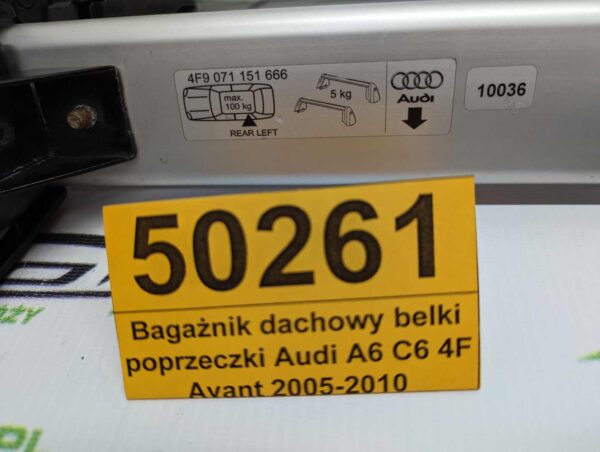 4F9 071 151 666
max.
100 kg
5 kg
REAR LEFT
Audi
10036
50261
Bagażnik dachowy belki
poprzeczki Audi A6 C6 4F
Avant 2005-2010